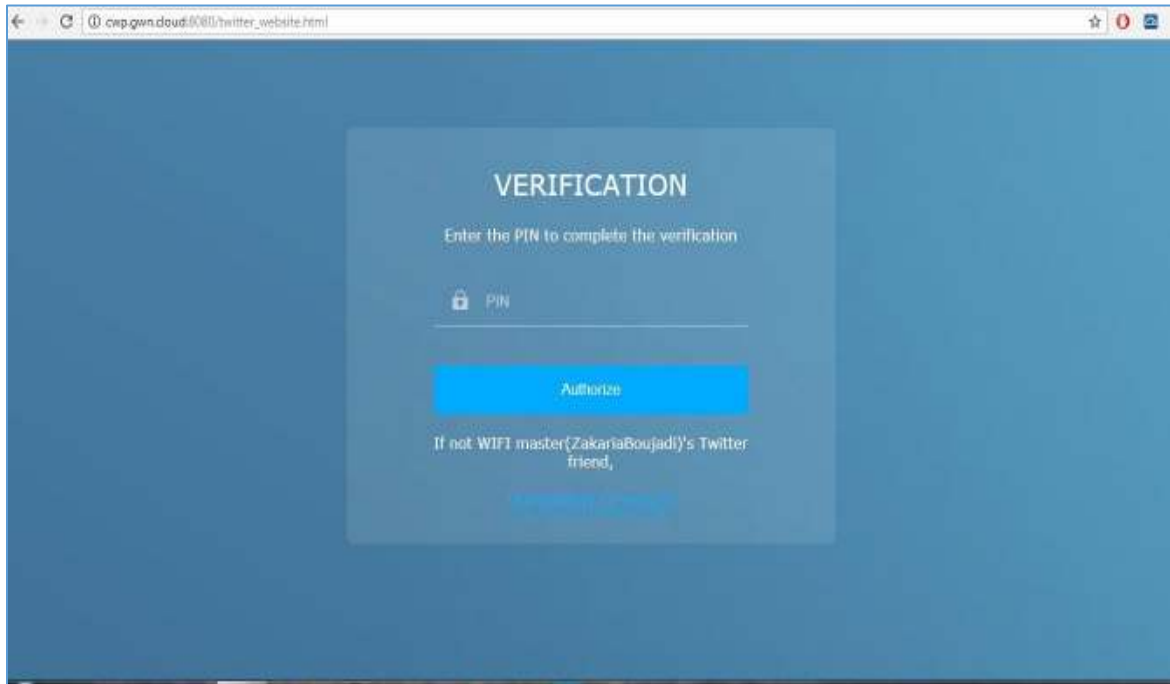 cwp.gwn.cloud:8080/twitter_website.html
VERIFICATION
Enter the PIN to complete the verification
PIN
Authorize
If not WIFI master(ZakariaBoujadi)'s Twitter
friend,